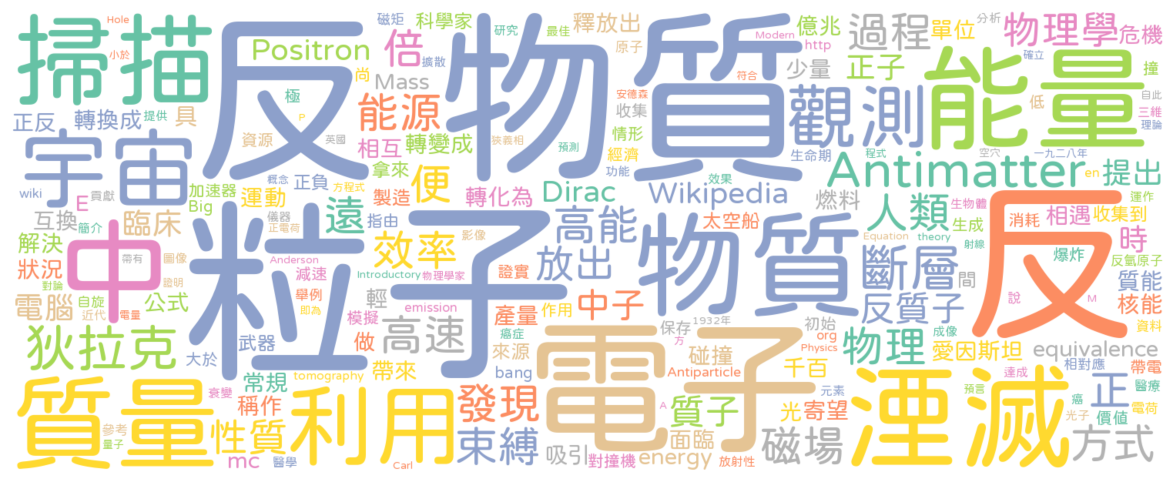 掃描
反物質
粒子
Positron
倍
科學家
磁矩
Hole
小於
研究
最佳
釋放出
億兆
過程
單位
物理學
危機
Modern
http
確立
分析
擴散
原子
尚
Mass
少量
正子
能量
撞
符合
極
能源
收集
安德森
觀測
低
自此
三維
理論
正反
轉換成
提供
具
宇宙
資源
P
英國
相互
轉變成
情形
狹義相
經濟
預測
生命期
程式
空穴
一九二八年
Antimatter
en
提出
wiki
概念
貢獻
加速器
Big
運動
正負
方程式
拿來
製造
便
轉化為
Dirac
功能
效果
Wikipedia
燃料
人類
生物體
運作
互換
E
臨床
遠
指由
高能
太空船
生成
消耗
相遇
收集到
解決
簡介
儀器
正電荷
效率
影像
物質
斷層
theory
射線
時
狀況
帶有
圖像
中
Anderson
減速
Introductory
物理學家
證實
放出
Equation
間
爆炸
反氫原子
對論
自旋
證明
舉例
輕
emission
作用
中子
反質子
說
M
質能
電腦
近代
電量
公式
即為
模擬
產量
1932年
初始
核能
反
狄拉克
大於
武器
做
高速
癌症
來源
保存
方
org
Physics
物理
成像
資料
愛因斯坦
equivalence
衰變
tomography
帶來
bang
碰撞
Antiparticle
千百
相對應
帶電
質量
常規
利用
發現
電子
元素
預言
達成
癌
醫療
稱作
質子
A
光
寄望
湮滅
正
光子
價值
電荷
參考
量子
性質
束縛
面臨
磁場
方式
mc
醫學
Carl
吸引
對撞機
energy
放射性